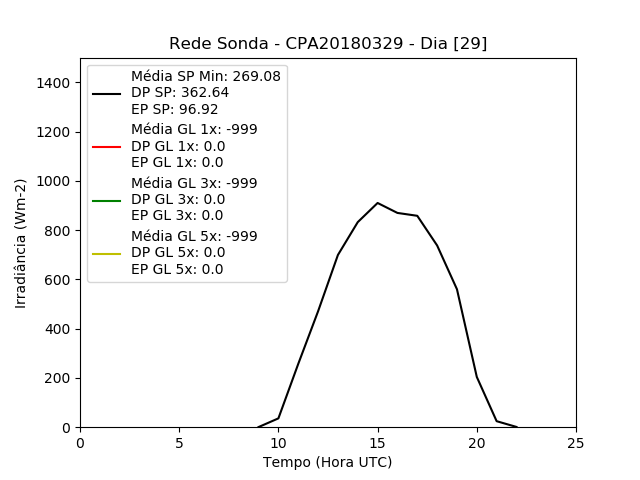 Rede Sonda - CPA20180329 - Dia [29]
Média SP Min: 269.08
DP SP: 362.64
EP SP: 96.92
Média GL 1x: -999
DP GL 1x: 0.0
EP GL 1x: 0.0
Média GL 3x: -999
DP GL 3x: 0.0
EP GL 3x: 0.0
Média GL 5x: -999
DP GL 5x: 0.0
EP GL 5x: 0.0
Irradiância (Wm-2)
1400
1200
1000
800
600
400
200
0
0 5 10 15 20 25
Tempo (Hora UTC)